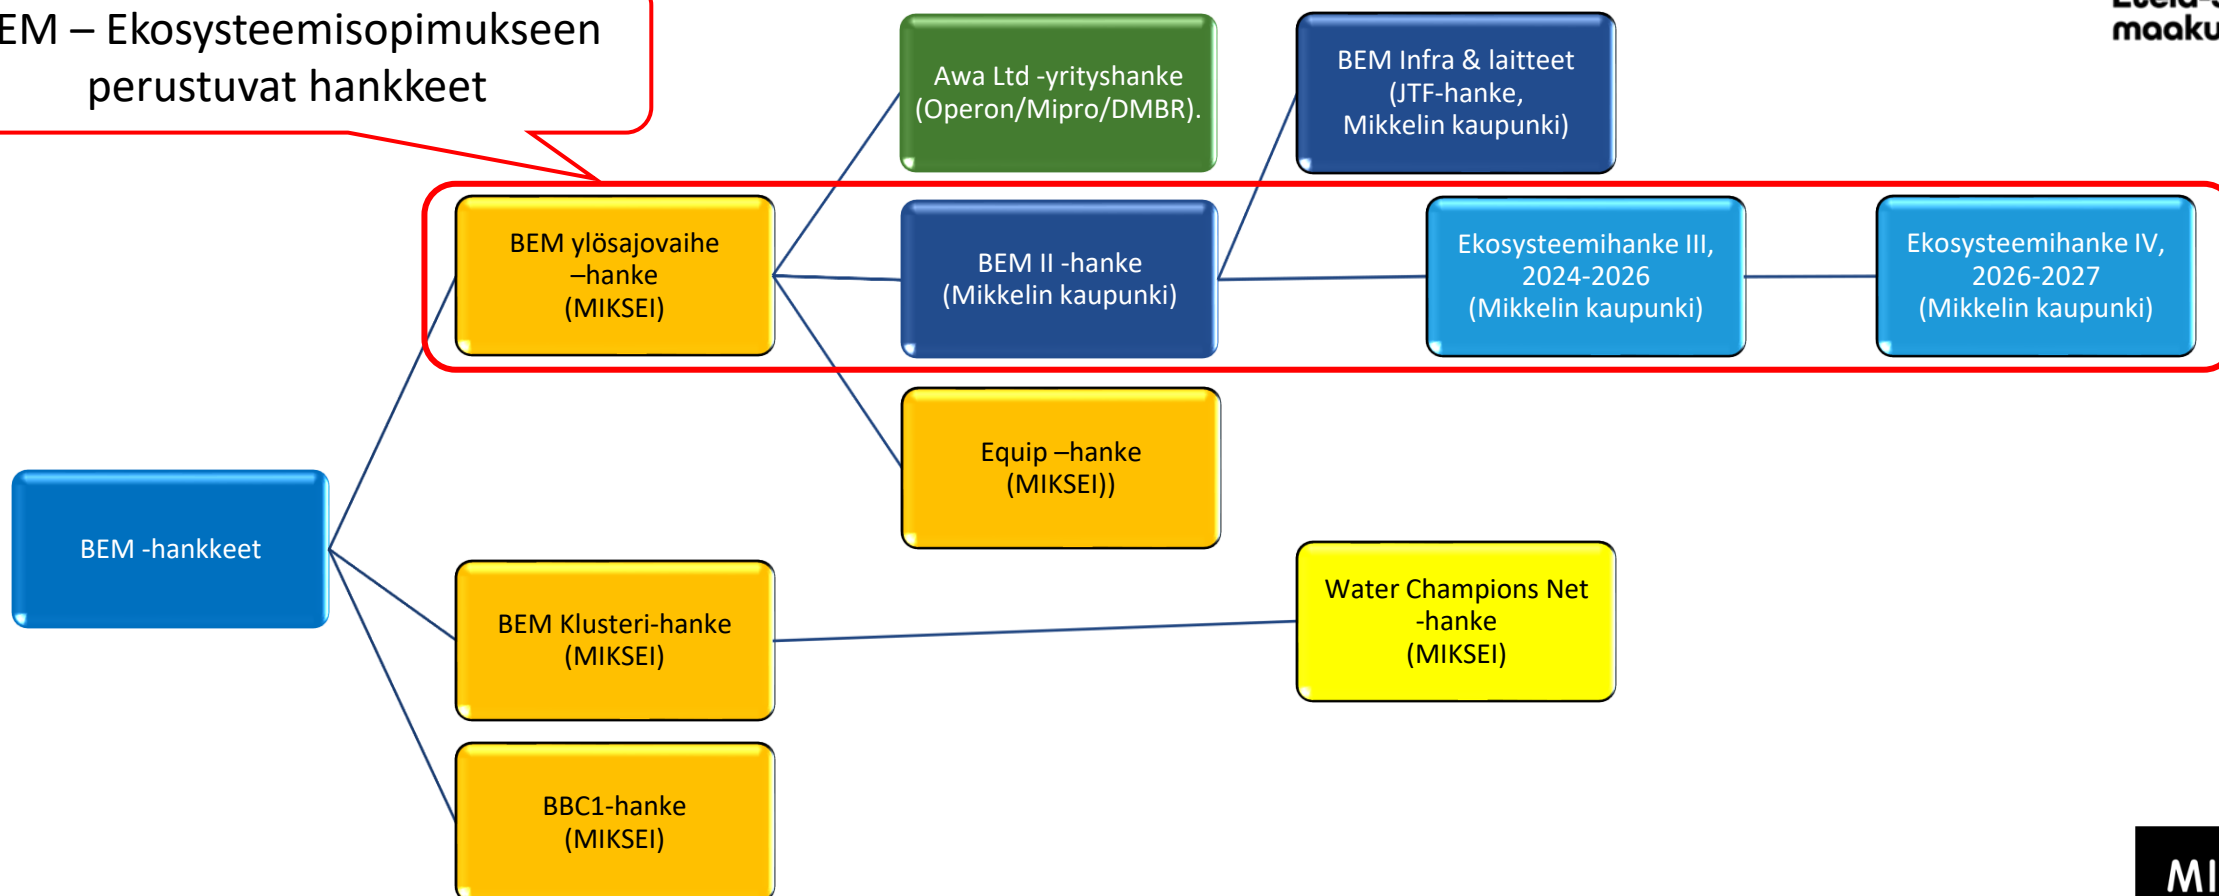 EM – Ekosysteemisopimukseen
perustuvat hankkeet
maaku
Awa Ltd -yrityshanke
(Operon/Mipro/DMBR).
BEM Infra & laitteet
(JTF-hanke,
Mikkelin kaupunki)
BEM ylösajovaihe
–hanke
(MIKSEI)
BEM II -hanke
(Mikkelin kaupunki)
Ekosysteemihanke III,
2024-2026
(Mikkelin kaupunki)
Ekosysteemihanke IV,
2026-2027
(Mikkelin kaupunki)
Equip –hanke
(MIKSEI))
BEM -hankkeet
BEM Klusteri-hanke
(MIKSEI)
Water Champions Net
-hanke
(MIKSEI)
BBC1-hanke
(MIKSEI)
MI